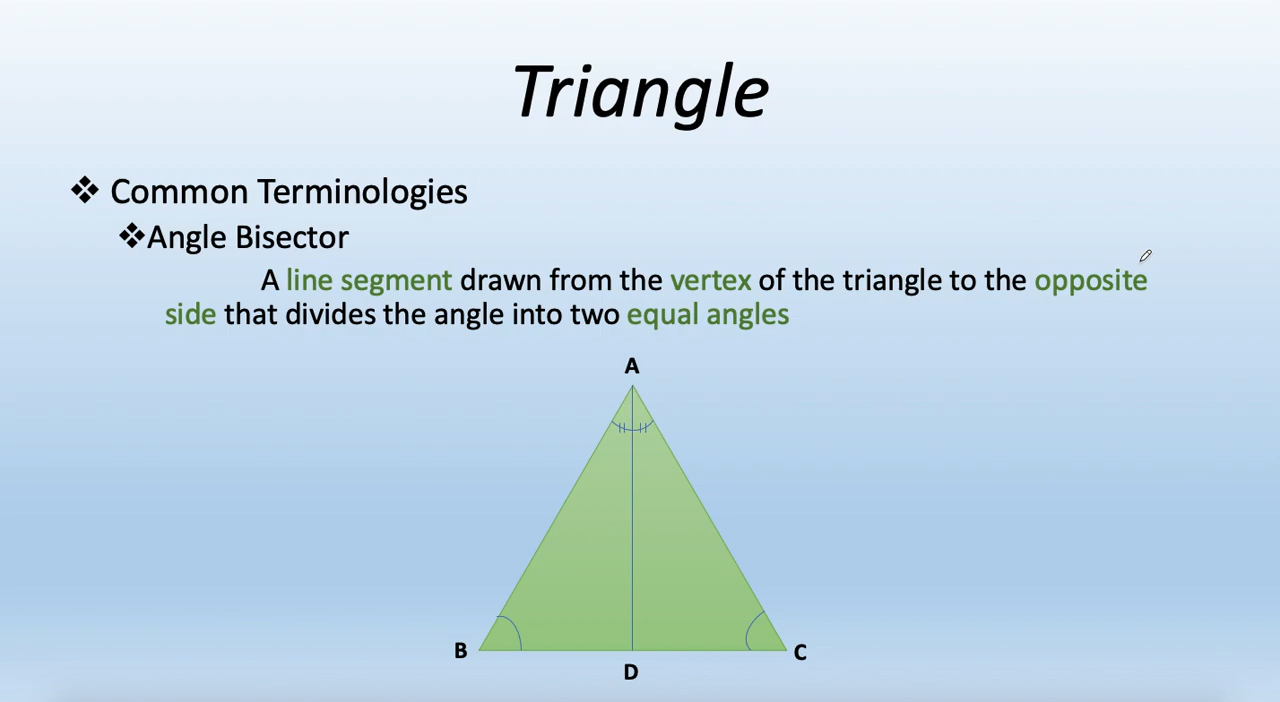 Triangle
❖ Common Terminologies
❖Angle Bisector
A line segment drawn from the vertex of the triangle to the opposite
side that divides the angle into two equal angles
A
B
C
D